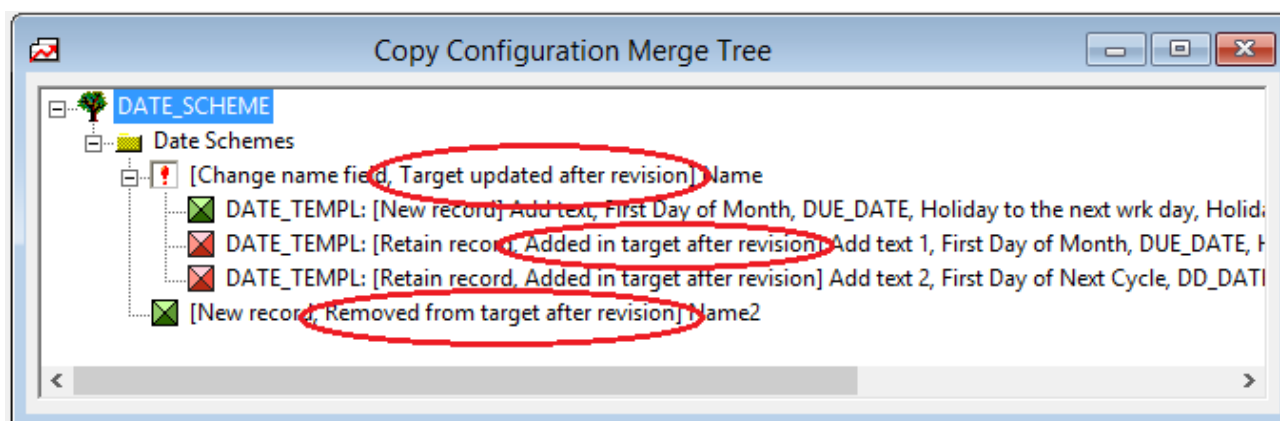 Copy Configuration Merge Tree
DATE_SCHEME
Date Schemes
[Change name field, Target updated after revision] Name
DATE_TEMPL: [New record] Add text, First Day of Month, DUE_DATE, Holiday to the next wrk day, Holid
DATE_TEMPL: [Retain record, Added in target after revision] Add text 1, First Day of Month, DUE_DATE, H
DATE_TEMPL: [Retain record, Added in target after revision] Add text 2, First Day of Next Cycle, DD_DATI
[New record, Removed from target after revision] Name2